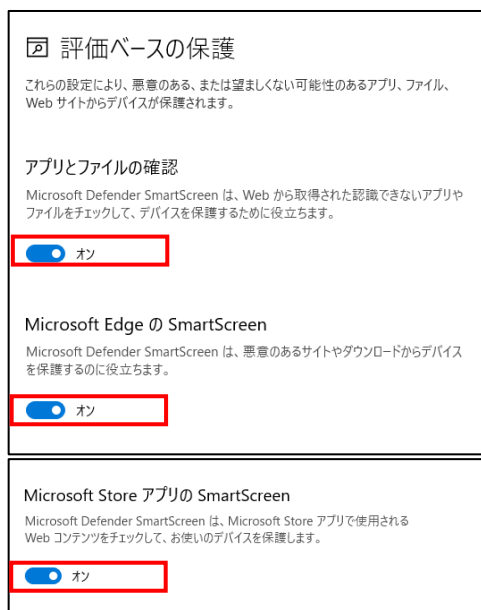 評価ベースの保護
これらの設定により、悪意のある、または望ましくない可能性のあるアプリ、ファイル、
Web サイトからデバイスが保護されます。
アプリとファイルの確認
Microsoft Defender SmartScreen は、Web から取得された認識できないアプリや
ファイルをチェックして、デバイスを保護するために役立ちます。
オン
Microsoft Edge の SmartScreen
Microsoft Defender SmartScreen は、悪意のあるサイトやダウンロードからデバイス
を保護するのに役立ちます。
オン
Microsoft Store アプリの SmartScreen
Microsoft Defender SmartScreen は、Microsoft Store アプリで使用される
Web コンテンツをチェックして、お使いのデバイスを保護します。
オン